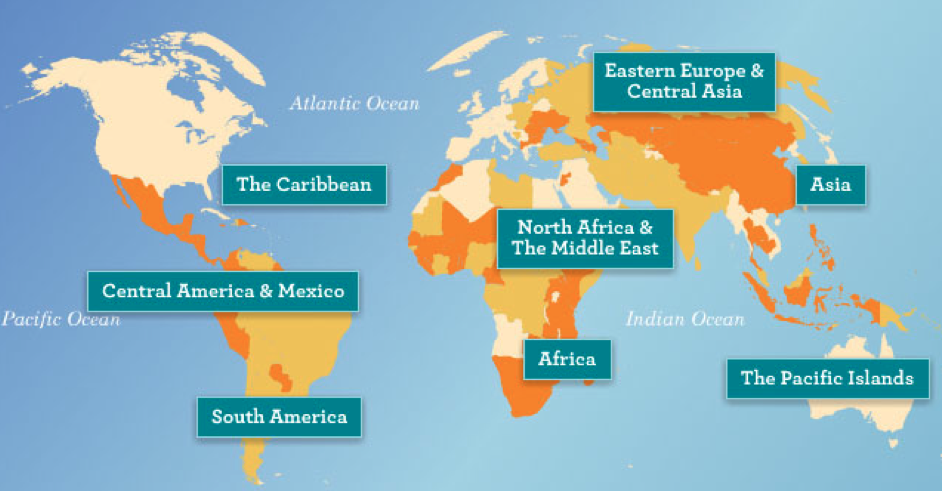 Eastern Europe &
Central Asia
Atlantic Ocean
The Caribbean
Asia
North Africa &
The Middle East
Central America & Mexico
Pacific Ocean
Indian Ocean
Africa
The Pacific Islands
South America